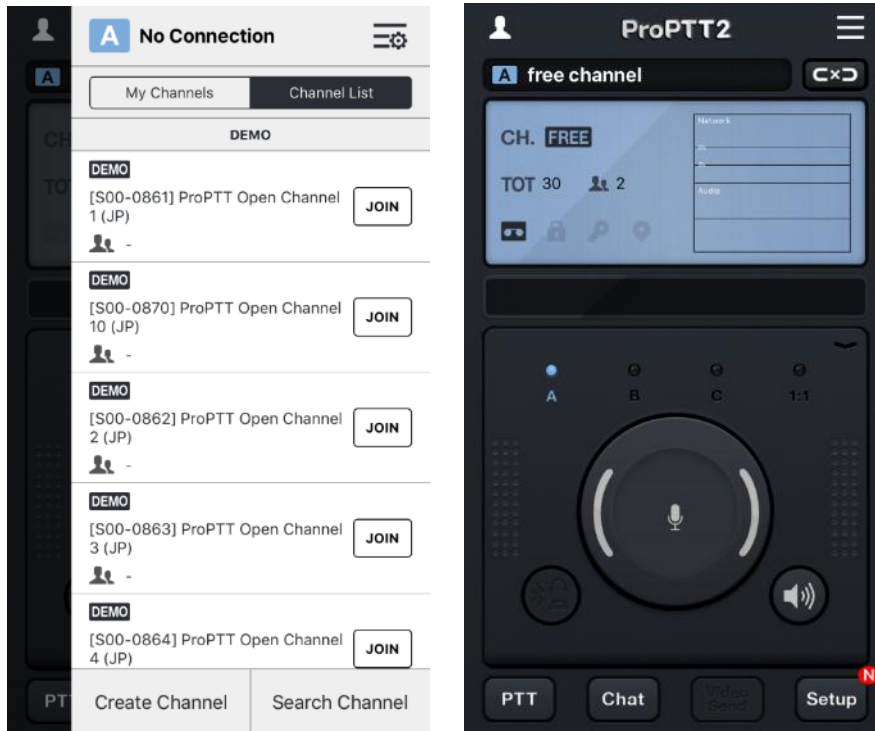 A No Connection
My Channels Channel List
DEMO
DEMO
[S00-0861] ProPTT Open Channel
1 (JP)
JOIN
-
DEMO
[S00-0870] ProPTT Open Channel
10 (JP)
JOIN
-
DEMO
[S00-0862] ProPTT Open Channel
2 (JP)
JOIN
-
DEMO
[S00-0863] ProPTT Open Channel
3 (JP)
JOIN
-
DEMO
[S00-0864] ProPTT Open Channel
4 (JP)
JOIN
Create Channel Search Channel
A
CH
TO
PT
ProPTT2
A free channel
CH. FREE
TOT 30 2
Network
Audio
A B C 1:1
PTT Chat Video Send Setup
N